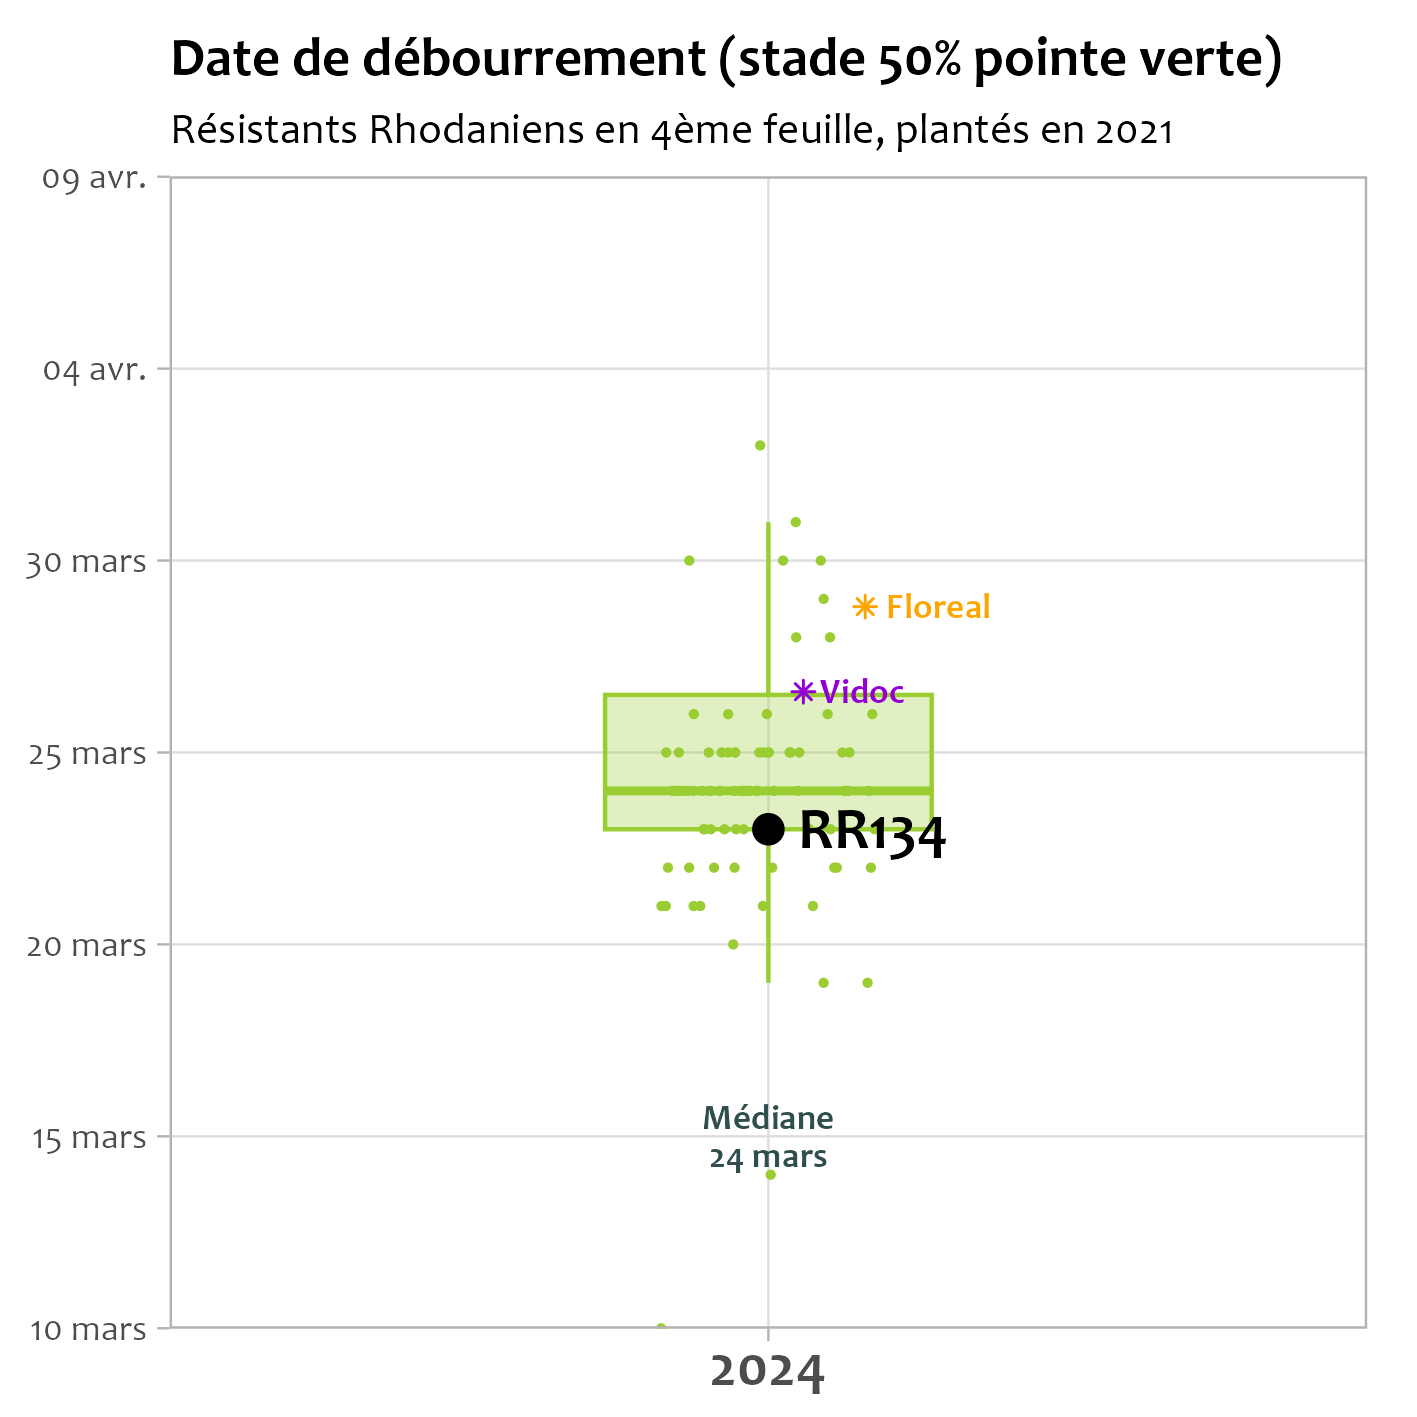 Date de débourrement (stade 50% pointe verte)
Résistants Rhodaniens en 4ème feuille, plantés en 2021
09 avr.
04 avr.
30 mars
Floreal
Vidoc
25 mars
RR134
20 mars
Médiane
15 mars
24 mars
10 mars
2024